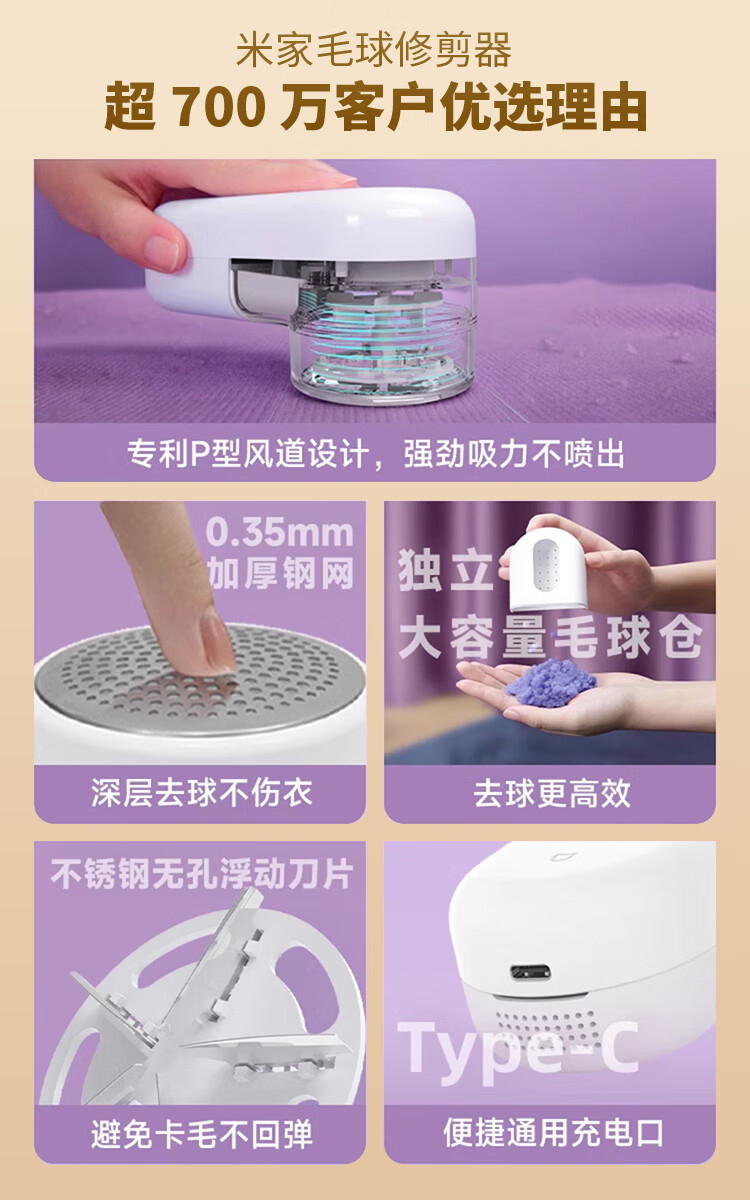 米家毛球修剪器
超 700 万客户优选理由
专利P型风道设计，强劲吸力不喷出
0.35mm
加厚钢网
深层去球不伤衣
独立
大容量毛球仓
去球更高效
不锈钢无孔浮动刀片
避免卡毛不回弹
Type-C
便捷通用充电口